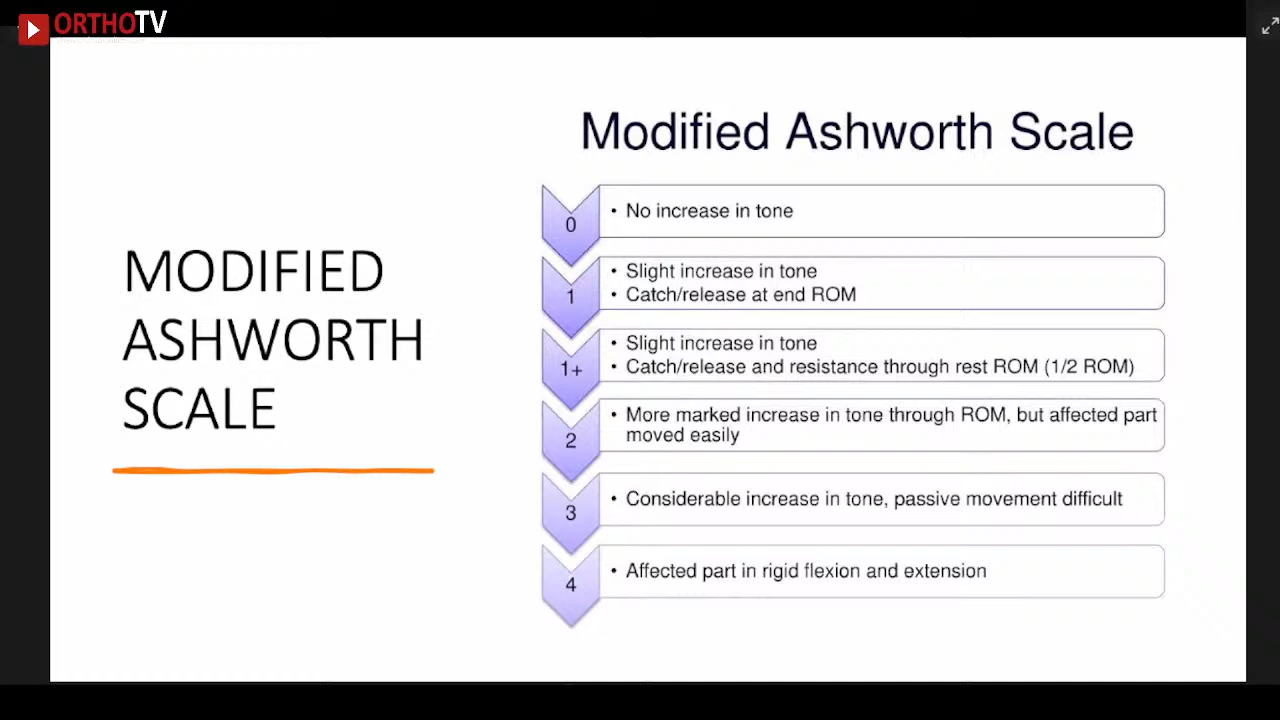 ORTHOTV
MODIFIED
ASHWORTH
SCALE
Modified Ashworth Scale
0
• No increase in tone
1
• Slight increase in tone
• Catch/release at end ROM
1+
• Slight increase in tone
• Catch/release and resistance through rest ROM (1/2 ROM)
2
• More marked increase in tone through ROM, but affected part
moved easily
3
• Considerable increase in tone, passive movement difficult
4
• Affected part in rigid flexion and extension